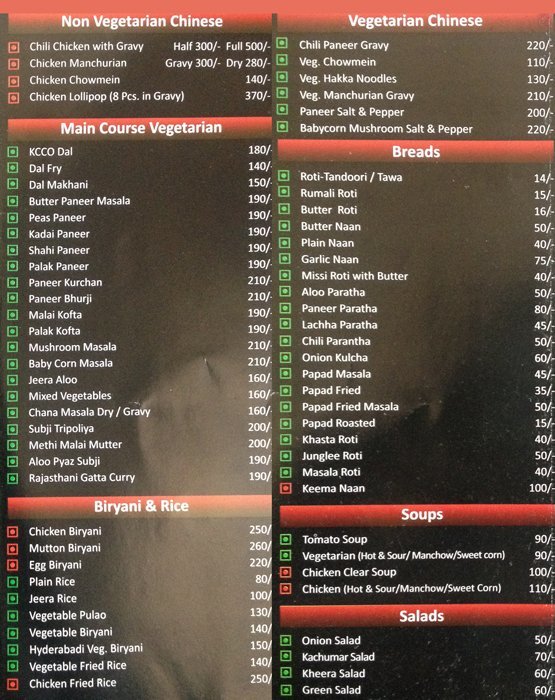 Non Vegetarian Chinese
Chili Chicken with Gravy Half 300/- Full 500/-
Chicken Manchurian Gravy 300/- Dry 280/-
Chicken Chowmein 140/-
Chicken Lollipop (8 Pcs. in Gravy) 370/-
Main Course Vegetarian
KCCO Dal 180/-
Dal Fry 140/-
Dal Makhani 150/-
Butter Paneer Masala 190/-
Peas Paneer 190/-
Kadai Paneer 190/-
Shahi Paneer 190/-
Palak Paneer 190/-
Paneer Kurchan 210/-
Paneer Bhurji 210/-
Malai Kofta 190/-
Palak Kofta 190/-
Mushroom Masala 210/-
Baby Corn Masala 210/-
Jeera Aloo 160/-
Mixed Vegetables 160/-
Chana Masala Dry / Gravy 160/-
Subji Tripoliya 200/-
Methi Malai Mutter 200/-
Aloo Pyaz Subji 190/-
Rajasthani Gatta Curry 190/-
Biryani & Rice
Chicken Biryani 250/
Mutton Biryani 260/
Egg Biryani 220/
Plain Rice 80/
Jeera Rice 100/
Vegetable Pulao 130/
Vegetable Biryani 140/
Hyderabadi Veg. Biryani 150/
Vegetable Fried Rice 140/
Chicken Fried Rice 250/
Vegetarian Chinese
Chili Paneer Gravy 220/-
Veg. Chowmein 110/-
Veg. Hakka Noodles 130/-
Veg. Manchurian Gravy 210/-
Paneer Salt & Pepper 200/-
Babycorn Mushroom Salt & Pepper 220/-
Breads
Roti-Tandoori / Tawa 14/-
Rumali Roti 15/-
Butter Roti 16/-
Butter Naan 50/-
Plain Naan 40/-
Garlic Naan 75/-
Missi Roti with Butter 40/-
Aloo Paratha 50/-
Paneer Paratha 80/-
Lachha Paratha 45/-
Chili Parantha 50/-
Onion Kulcha 60/-
Papad Masala 45/-
Papad Fried 35/-
Papad Fried Masala 50/-
Papad Roasted 15/-
Khasta Roti 40/-
Junglee Roti 50/-
Masala Roti 40/-
Keema Naan 100/-
Soups
Tomato Soup 90/-
Vegetarian (Hot & Sour/ Manchow/Sweet corn) 90/-
Chicken Clear Soup 100/-
Chicken (Hot & Sour/Manchow/Sweet Corn) 110/-
Salads
Onion Salad 50/-
Kachumar Salad 70/-
Kheera Salad 60/-
Green Salad 60/-